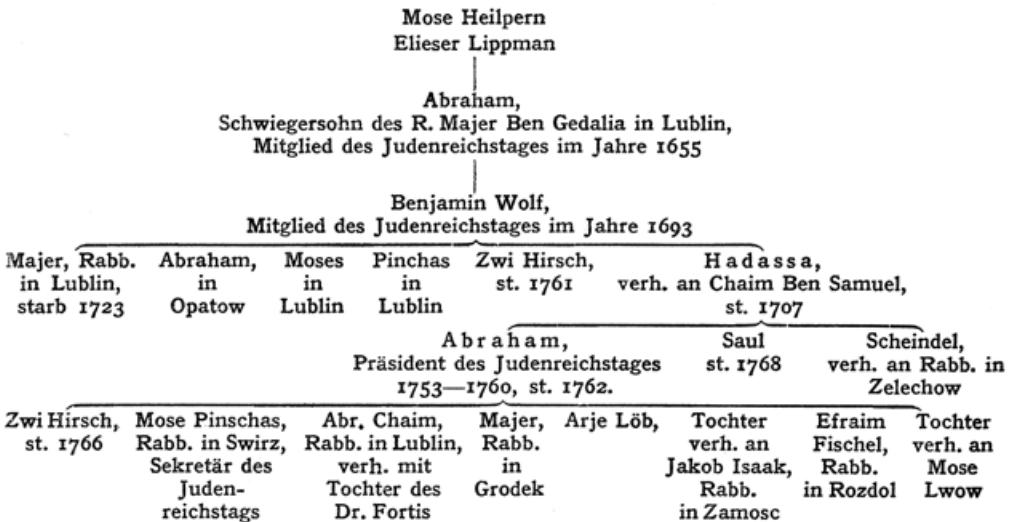 Mose Heilpern
Elieser Lippman
Abraham,
Schwiegersohn des R. Majer Ben Gedalia in Lublin,
Mitglied des Judenreichstages im Jahre 1655
Benjamin Wolf,
Mitglied des Judenreichstages im Jahre 1693
Majer, Rabb.
in Lublin,
starb 1723
Abraham,
in
Opatow
Moses
in
Lublin
Pinchas
in
Lublin
Zwi Hirsch,
st. 1761
Hadassa,
verh. an Chaim Ben Samuel,
st. 1707
Abraham,
Präsident des Judenreichstages
1753—1760, st. 1762.
Saul
st. 1768
Scheindel,
verh. an Rabb. in
Zelechow
Zwi Hirsch,
st. 1766
Mose Pinschas,
Rabb. in Swirz,
Sekretär des
Juden-
reichstags
Abr. Chaim,
Rabb. in Lublin,
verh. mit
Tochter des
Dr. Fortis
Majer,
Rabb.
in
Grodek
Arje Löb,
Tochter
verh. an
Jakob Isaak,
Rabb.
in Zamosc
Efraim
Fischel,
Rabb.
in Rozdol
Tochter
verh. an
Mose
Lwow